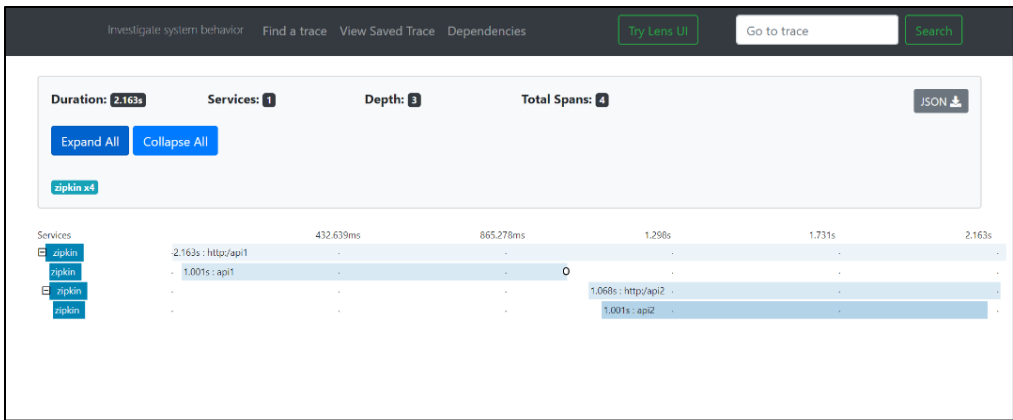 Investigate system behavior Find a trace View Saved Trace Dependencies Try Lens UI Go to trace Search
Duration: 2.163s Services: 1 Depth: 3 Total Spans: 4 JSON
Expand All Collapse All
zipkin x4
Services 432.639ms 865.278ms 1.298s 1.731s 2.163s
zipkin 2.163s : http:/api1
zipkin 1.001s : api1
zipkin 1.068s : http:/api2
zipkin 1.001s : api2